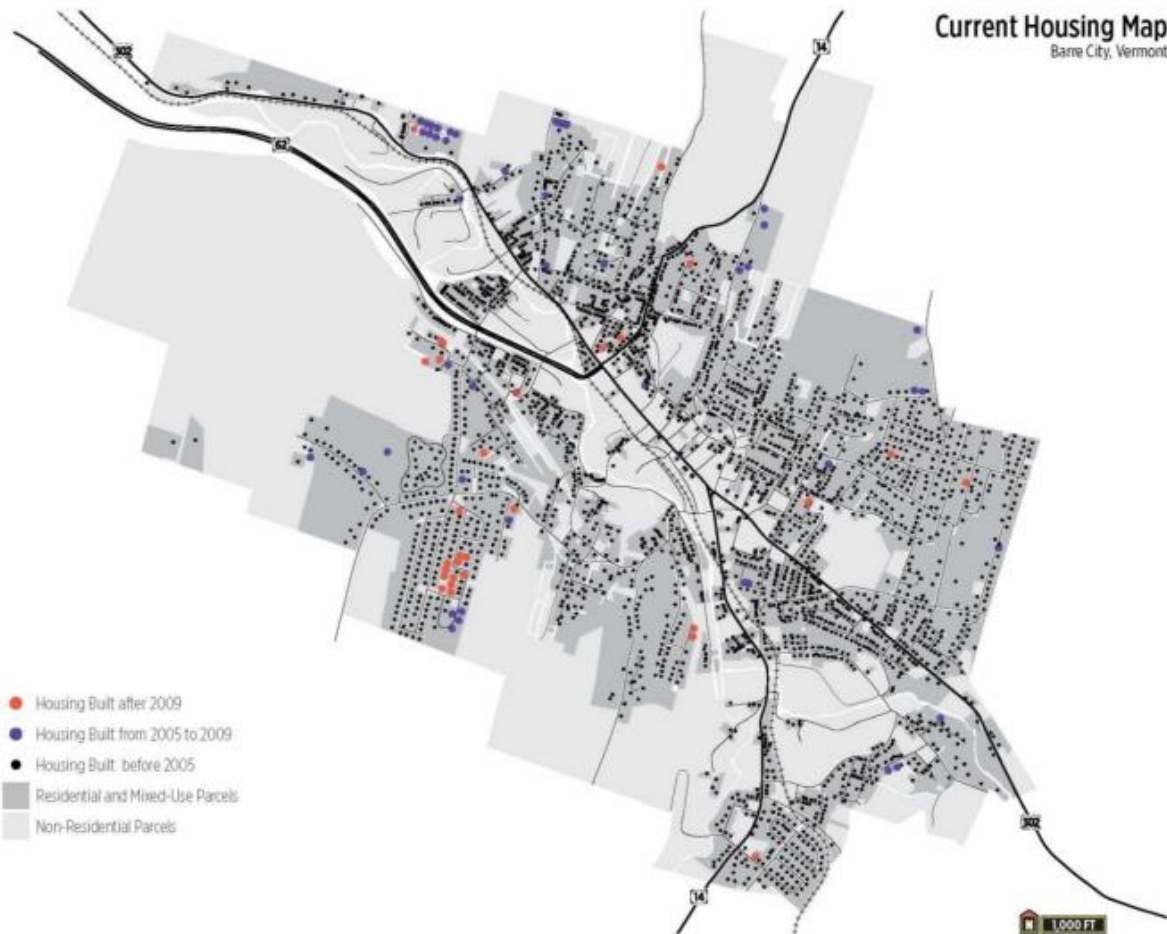 Current Housing Map
Barre City, Vermont
302
14
62
Housing Built after 2009
Housing Built from 2005 to 2009
Housing Built before 2005
Residential and Mixed-Use Parcels
Non-Residential Parcels
302
14
N 1,000 FT